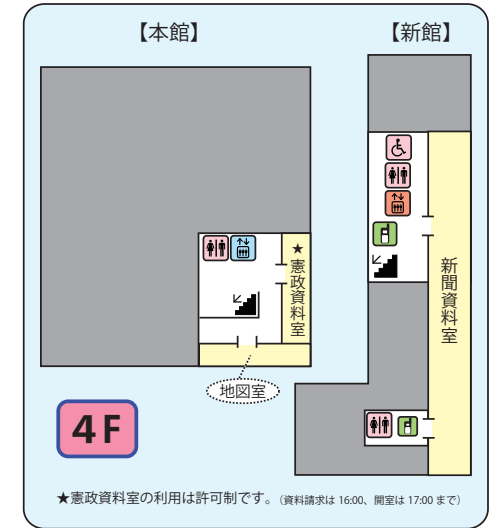 【本館】
【新館】
★憲政資料室
新聞資料室
地図室
4F
★憲政資料室の利用は許可制です。（資料請求は 16:00、開室は 17:00 まで）